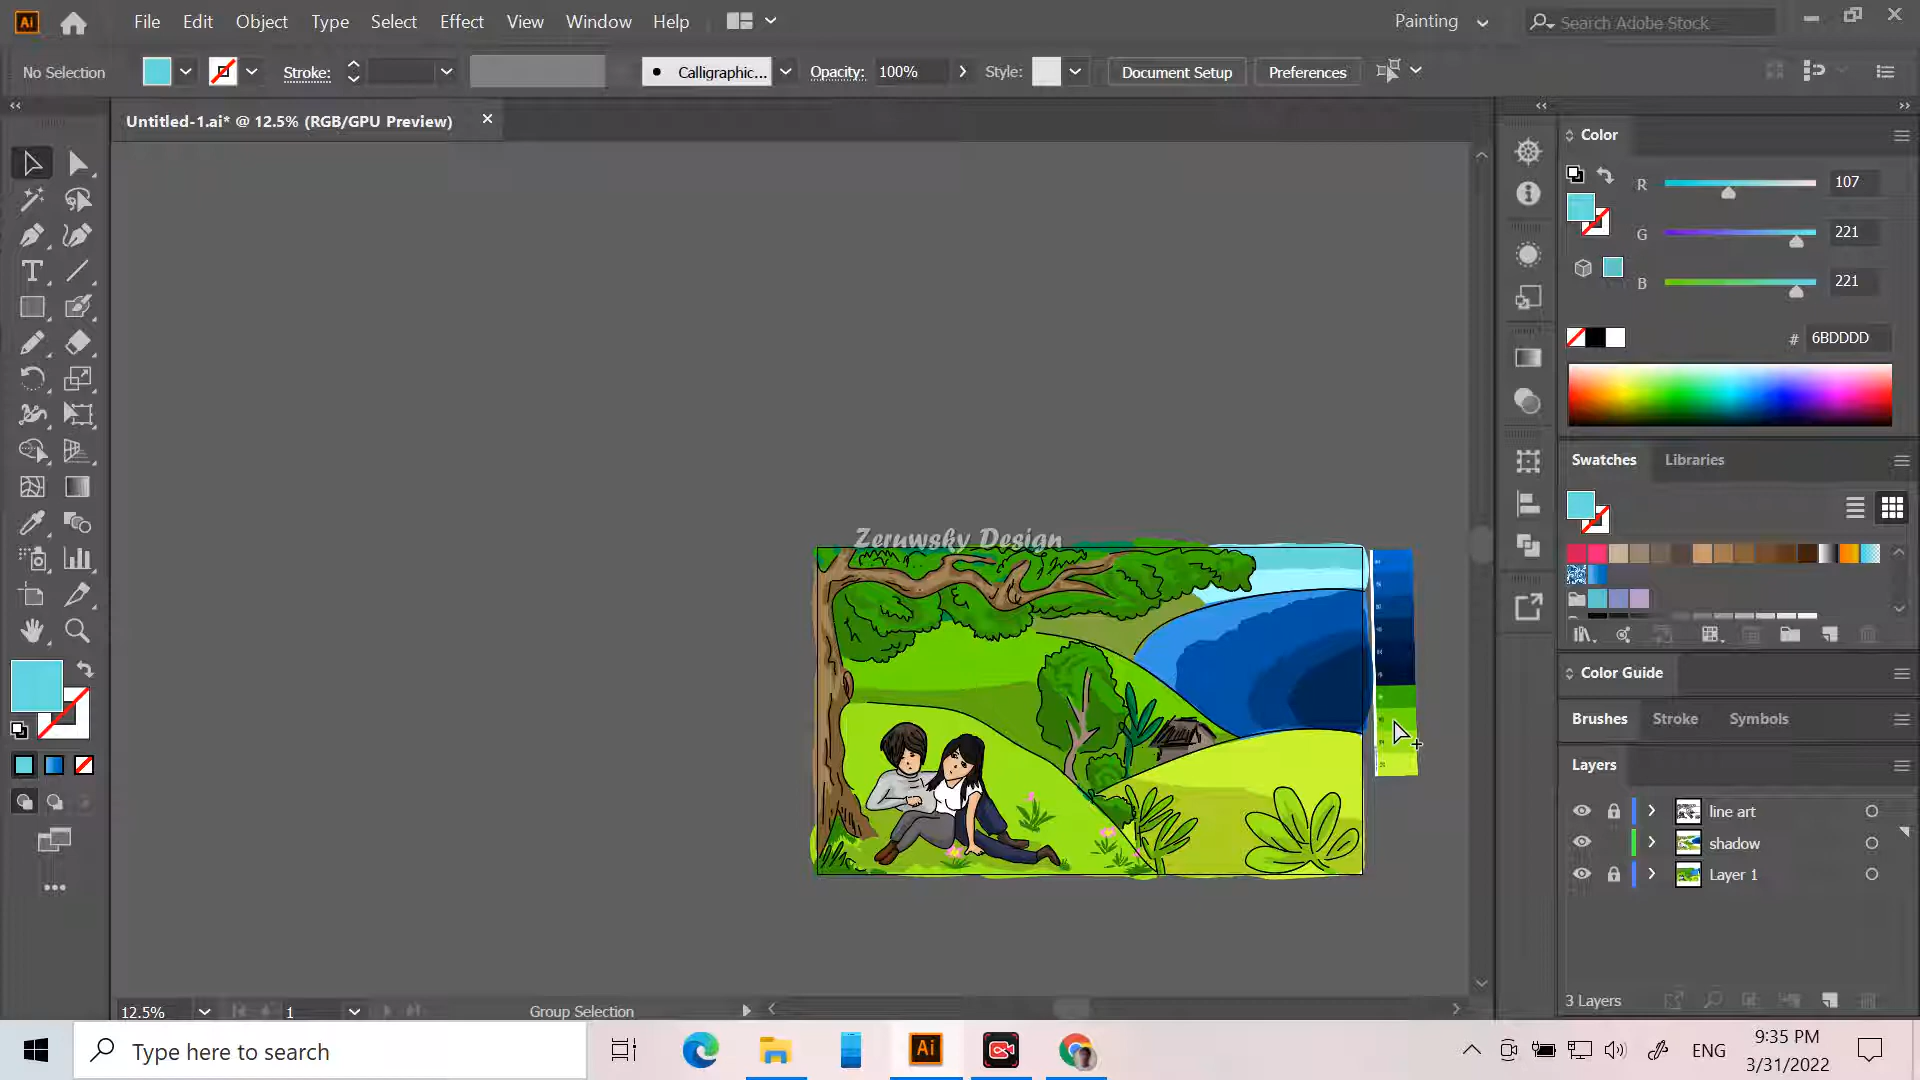 File Edit Object Type Select Effect View Window Help
Painting
Search Adobe Stock
No Selection
Stroke:
Calligraphic...
Opacity: 100%
Style:
Document Setup
Preferences
Untitled-1.ai* @ 12.5% (RGB/GPU Preview)
Color
R 107
G 221
B 221
# 6BDDDD
Swatches Libraries
Color Guide
Brushes Stroke Symbols
Layers
line art
shadow
Layer 1
3 Layers
Zeruwsky Design
12.5%
1
Group Selection
Type here to search
Ai
ENG
9:35 PM
3/31/2022